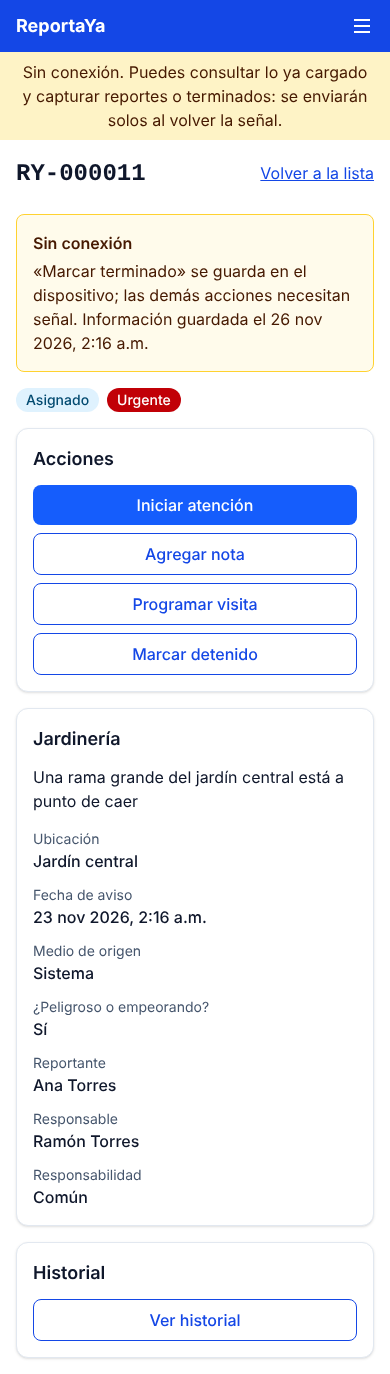 ReportaYa
Sin conexión. Puedes consultar lo ya cargado
y capturar reportes o terminados: se enviarán
solos al volver la señal.
RY-000011
Volver a la lista
Sin conexión
«Marcar terminado» se guarda en el
dispositivo; las demás acciones necesitan
señal. Información guardada el 26 nov
2026, 2:16 a.m.
Asignado
Urgente
Acciones
Iniciar atención
Agregar nota
Programar visita
Marcar detenido
Jardinería
Una rama grande del jardín central está a
punto de caer
Ubicación
Jardín central
Fecha de aviso
23 nov 2026, 2:16 a.m.
Medio de origen
Sistema
¿Peligroso o empeorando?
Sí
Reportante
Ana Torres
Responsable
Ramón Torres
Responsabilidad
Común
Historial
Ver historial